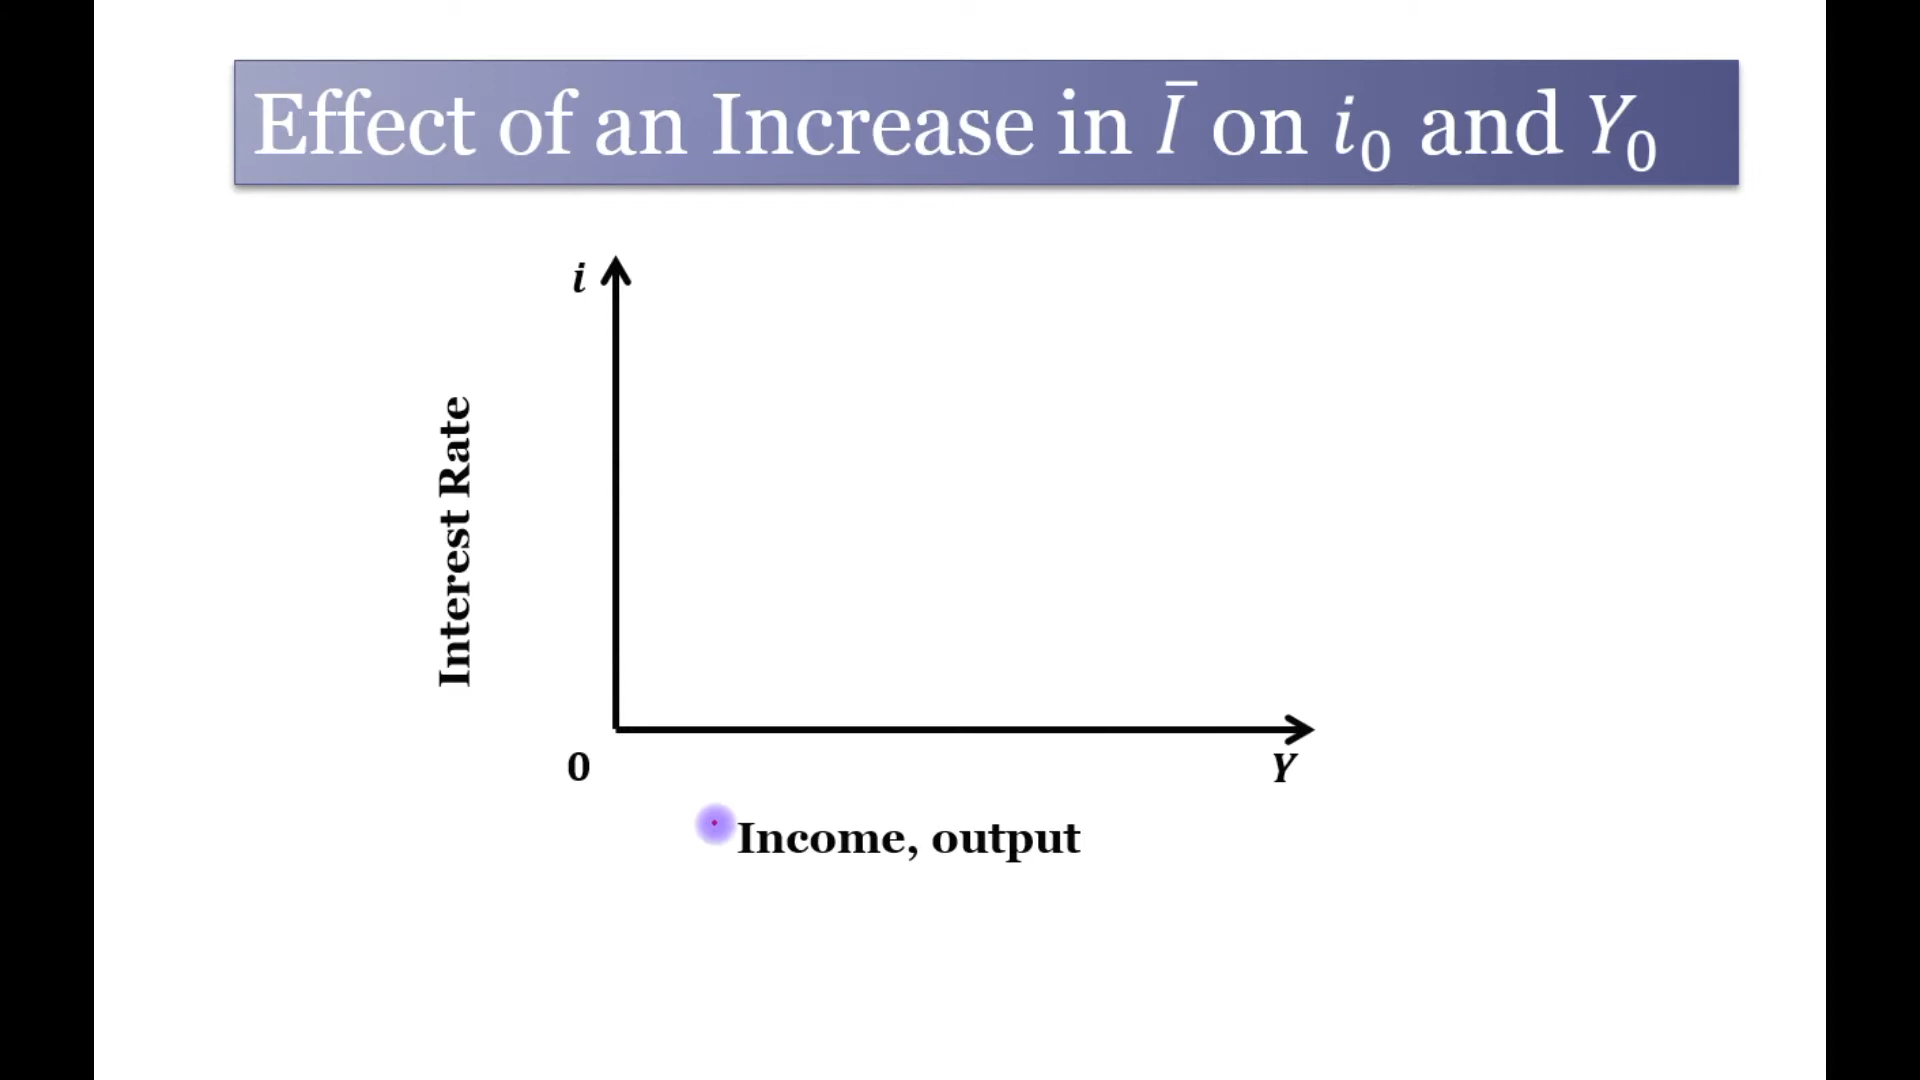 Effect of an Increase in Ī on i₀ and Y₀
i
Interest Rate
0
Y
Income, output